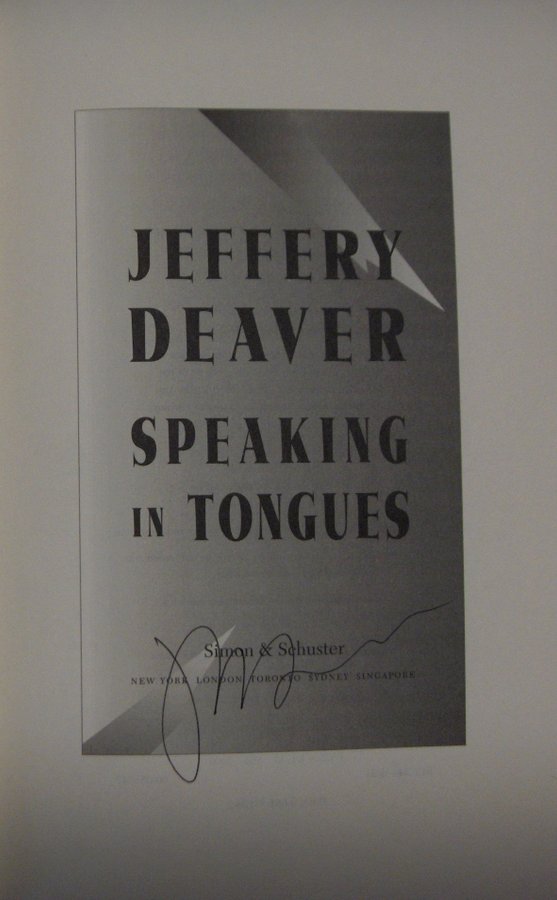 JEFFERY
DEAVER
SPEAKING
IN TONGUES
Simon & Schuster
NEW YORK LONDON TORONTO SYDNEY SINGAPORE